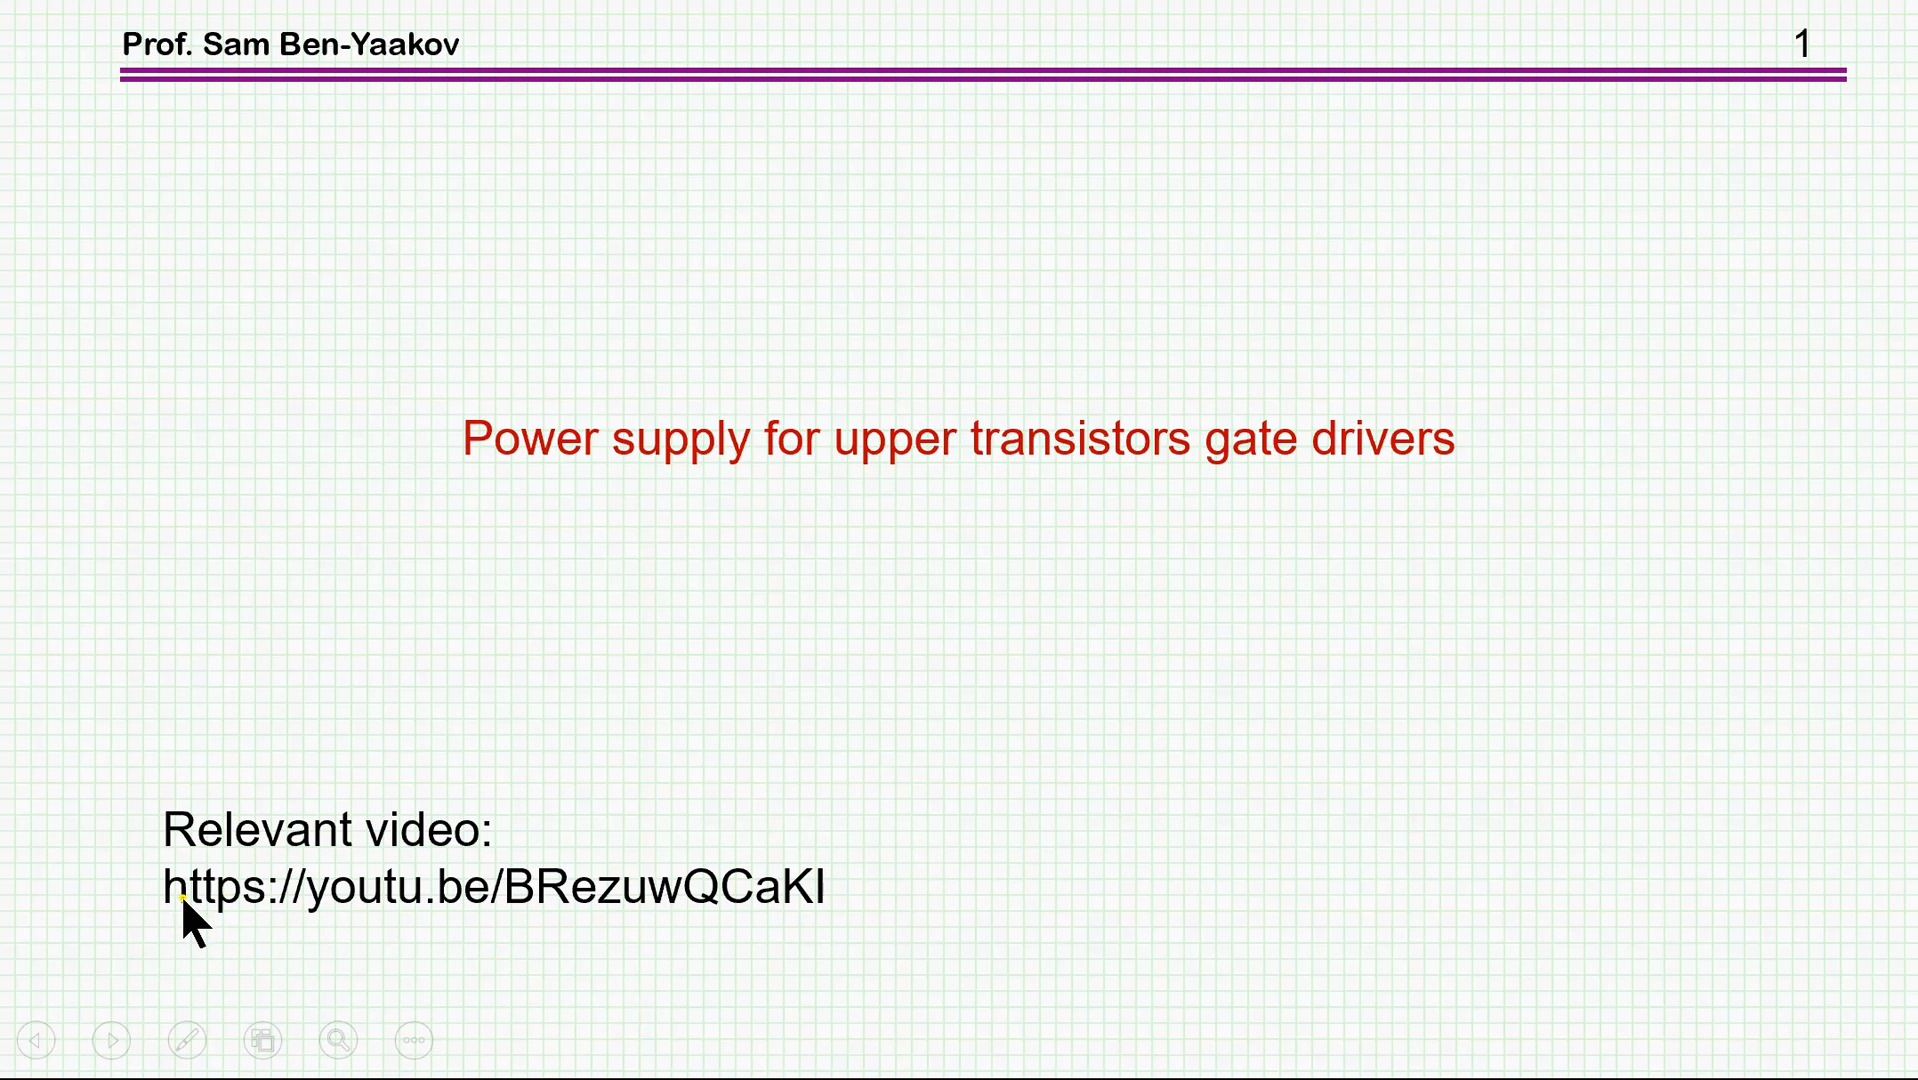 Prof. Sam Ben-Yaakov
1
Power supply for upper transistors gate drivers
Relevant video:
https://youtu.be/BRezuwQCaKI